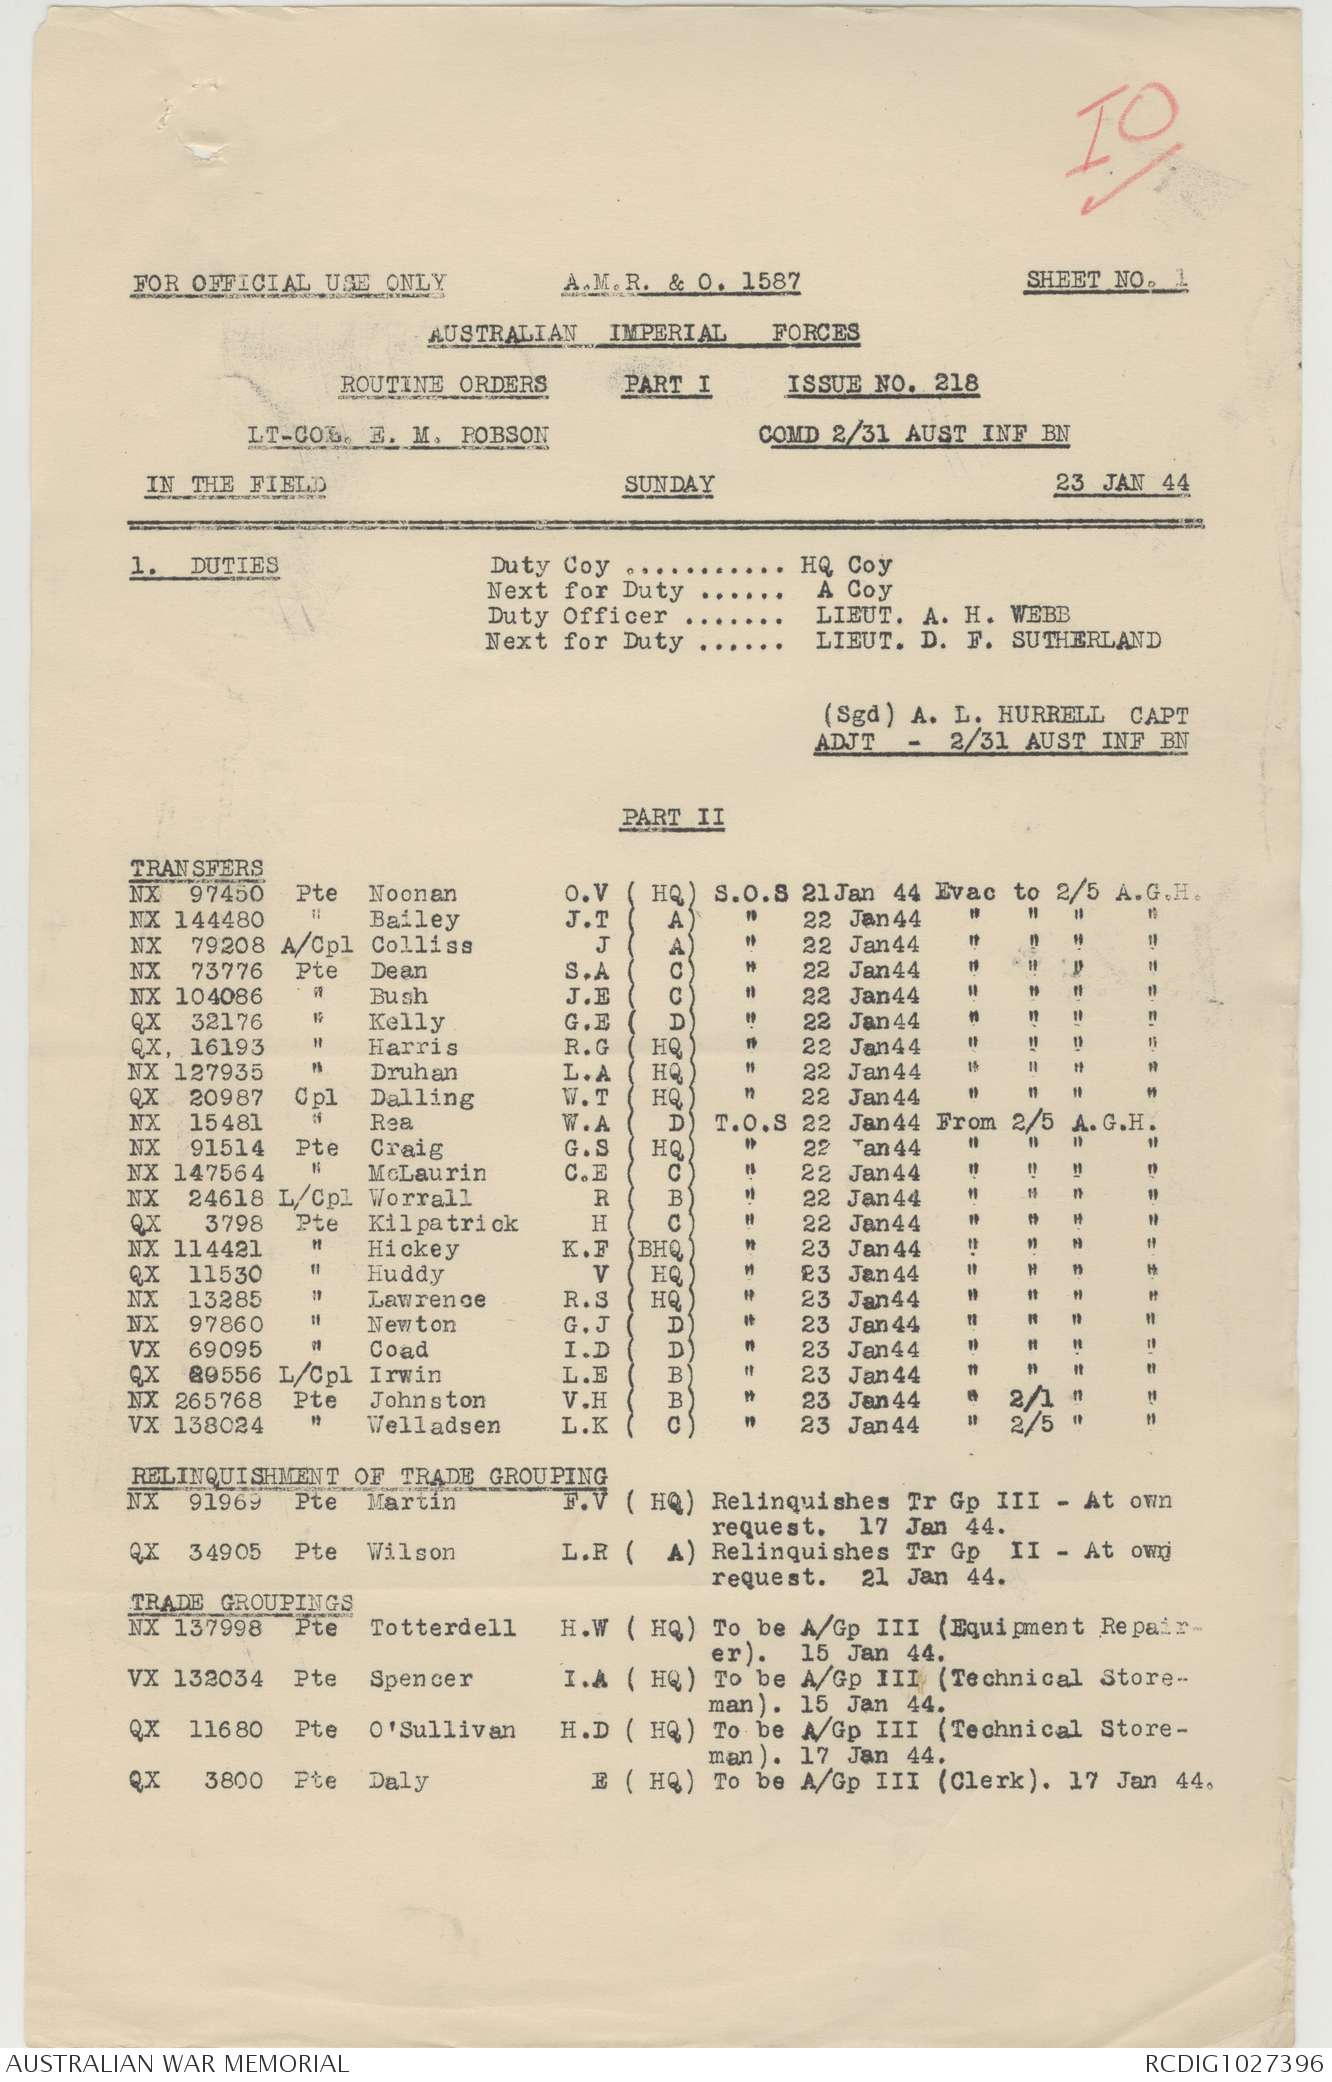 IO
FOR OFFICIAL USE ONLY A.M.R. & O. 1587 SHEET NO. 1
AUSTRALIAN IMPERIAL FORCES
ROUTINE ORDERS PART I ISSUE NO. 218
LT-COL. E. M. ROBSON COMD 2/31 AUST INF BN
IN THE FIELD SUNDAY 23 JAN 44
1. DUTIES Duty Coy ........... HQ Coy
Next for Duty ...... A Coy
Duty Officer ....... LIEUT. A. H. WEBB
Next for Duty ...... LIEUT. D. F. SUTHERLAND
(Sgd) A. L. HURRELL CAPT
ADJT - 2/31 AUST INF BN
PART II
TRANSFERS
NX 97450 Pte Noonan O.V ( HQ) S.O.S 21Jan 44 Evac to 2/5 A.G.H.
NX 144480 " Bailey J.T ( A) " 22 Jan44 " " " "
NX 79208 A/Cpl Colliss J ( A) " 22 Jan44 " " " "
NX 73776 Pte Dean S.A ( C) " 22 Jan44 " " " "
NX 104086 " Bush J.E ( C) " 22 Jan44 " " " "
QX 32176 " Kelly G.E ( D) " 22 Jan44 " " " "
QX, 16193 " Harris R.G ( HQ) " 22 Jan44 " " " "
NX 127935 " Druhan L.A ( HQ) " 22 Jan44 " " " "
QX 20987 Cpl Dalling W.T ( HQ) " 22 Jan44 " " " "
NX 15481 " Rea W.A ( D) T.O.S 22 Jan44 From 2/5 A.G.H.
NX 91514 Pte Craig G.S ( HQ) " 22 Jan44 " " " "
NX 147564 " McLaurin C.E ( C) " 22 Jan44 " " " "
NX 24618 L/Cpl Worrall R ( B) " 22 Jan44 " " " "
QX 3798 Pte Kilpatrick H ( C) " 22 Jan44 " " " "
NX 114421 " Hickey K.F (BHQ) " 23 Jan44 " " " "
QX 11530 " Huddy V ( HQ) " 23 Jan44 " " " "
NX 13285 " Lawrence R.S ( HQ) " 23 Jan44 " " " "
NX 97860 " Newton G.J ( D) " 23 Jan44 " " " "
VX 69095 " Coad I.D ( D) " 23 Jan44 " " " "
QX L/Cpl Irwin L.E ( B) " 23 Jan44 " " " "
NX 265768 Pte Johnston V.H ( B) " 23 Jan44 " 2/1 " "
VX 138024 " Welladsen L.K ( C) " 23 Jan44 " 2/5 " "
RELINQUISHMENT OF TRADE GROUPING
NX 91969 Pte Martin F.V ( HQ) Relinquishes Tr Gp III - At own
request. 17 Jan 44.
QX 34905 Pte Wilson L.R ( A) Relinquishes Tr Gp II - At own
request. 21 Jan 44.
TRADE GROUPINGS
NX 137998 Pte Totterdell H.W ( HQ) To be A/Gp III (Equipment Repair-
er). 15 Jan 44.
VX 132034 Pte Spencer I.A ( HQ) To be A/Gp III (Technical Store-
man). 15 Jan 44.
QX 11680 Pte O'Sullivan H.D ( HQ) To be A/Gp III (Technical Store-
man). 17 Jan 44.
QX 3800 Pte Daly E ( HQ) To be A/Gp III (Clerk). 17 Jan 44.
AUSTRALIAN WAR MEMORIAL RCDIG1027396